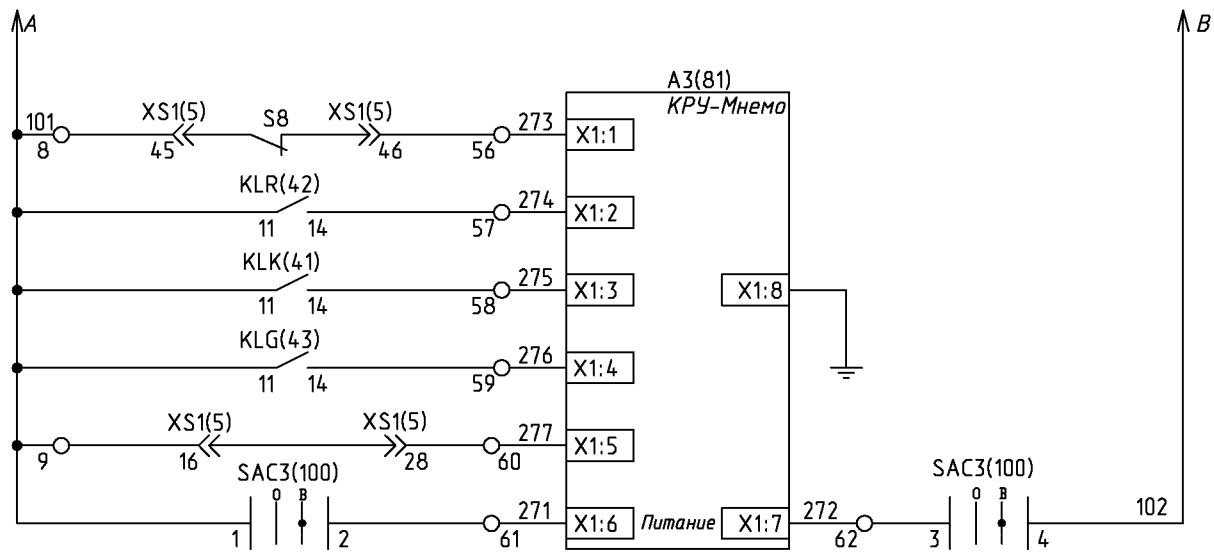 A
B
A3(81)
КРУ-Мнемо
101
XS1(5)
S8
XS1(5)
273
X1:1
8
45
46
56
KLR(42)
274
X1:2
11
14
57
KLK(41)
275
X1:3
X1:8
11
14
58
KLG(43)
276
X1:4
11
14
59
XS1(5)
XS1(5)
277
X1:5
9
16
28
60
SAC3(100)
SAC3(100)
О В
О В
271
X1:6
Питание
X1:7
272
102
1
2
61
62
3
4